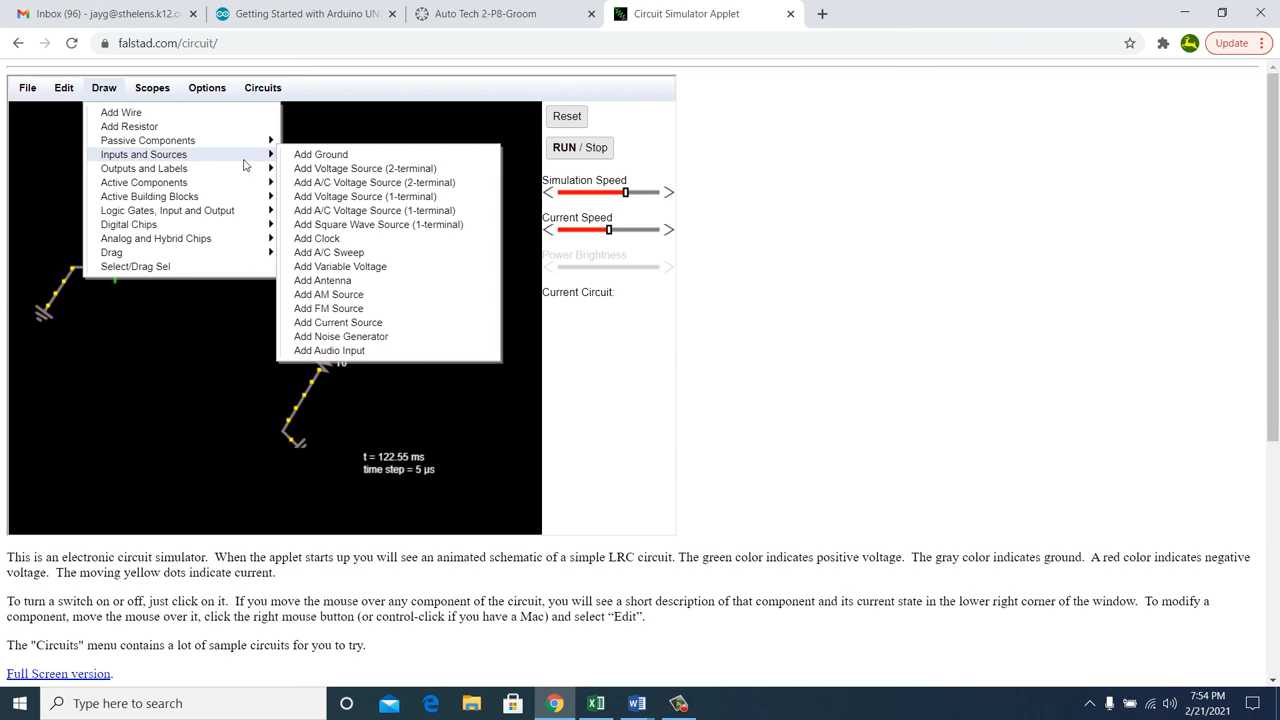 Inbox (96) - jayg@sthelens.k12.o
Getting Started with Arduino UN
Auto Tech 2-P8-Groom
Circuit Simulator Applet
falstad.com/circuit/
Update
File Edit Draw Scopes Options Circuits
Add Wire
Add Resistor
Passive Components
Inputs and Sources
Outputs and Labels
Active Components
Active Building Blocks
Logic Gates, Input and Output
Digital Chips
Analog and Hybrid Chips
Drag
Select/Drag Sel
Add Ground
Add Voltage Source (2-terminal)
Add A/C Voltage Source (2-terminal)
Add Voltage Source (1-terminal)
Add A/C Voltage Source (1-terminal)
Add Square Wave Source (1-terminal)
Add Clock
Add A/C Sweep
Add Variable Voltage
Add Antenna
Add AM Source
Add FM Source
Add Current Source
Add Noise Generator
Add Audio Input
Reset
RUN / Stop
Simulation Speed
Current Speed
Power Brightness
Current Circuit:
t = 122.55 ms
time step = 5 μs
This is an electronic circuit simulator. When the applet starts up you will see an animated schematic of a simple LRC circuit. The green color indicates positive voltage. The gray color indicates ground. A red color indicates negative
voltage. The moving yellow dots indicate current.
To turn a switch on or off, just click on it. If you move the mouse over any component of the circuit, you will see a short description of that component and its current state in the lower right corner of the window. To modify a
component, move the mouse over it, click the right mouse button (or control-click if you have a Mac) and select “Edit”.
The "Circuits" menu contains a lot of sample circuits for you to try.
Full Screen version.
Type here to search
7:54 PM
2/21/2021